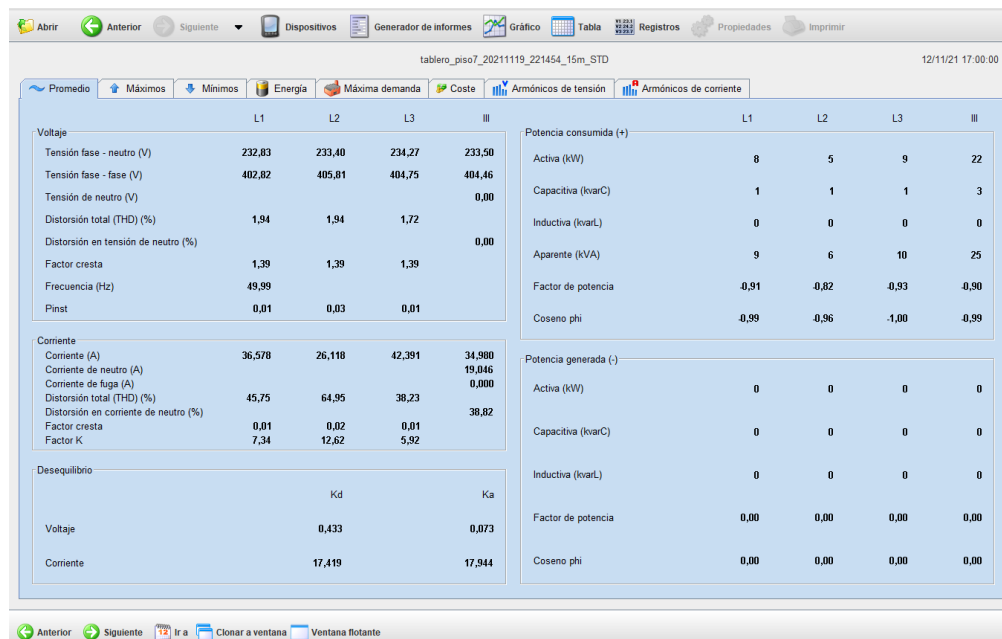 Abrir Anterior Siguiente Dispositivos Generador de informes Gráfico Tabla Registros Propiedades Imprimir
tablero_piso7_20211119_221454_15m_STD 12/11/21 17:00:00
Promedio Máximos Mínimos Energía Máxima demanda Coste Armónicos de tensión Armónicos de corriente
L1 L2 L3 III
Voltaje
Tensión fase - neutro (V) 232,83 233,40 234,27 233,50
Tensión fase - fase (V) 402,82 405,81 404,75 404,46
Tensión de neutro (V) 0,00
Distorsión total (THD) (%) 1,94 1,94 1,72
Distorsión en tensión de neutro (%) 0,00
Factor cresta 1,39 1,39 1,39
Frecuencia (Hz) 49,99
Pinst 0,01 0,03 0,01
Corriente
Corriente (A) 36,578 26,118 42,391 34,980
Corriente de neutro (A) 19,046
Corriente de fuga (A) 0,000
Distorsión total (THD) (%) 45,75 64,95 38,23
Distorsión en corriente de neutro (%) 38,82
Factor cresta 0,01 0,02 0,01
Factor K 7,34 12,62 5,92
Desequilibrio
Kd Ka
Voltaje 0,433 0,073
Corriente 17,419 17,944
L1 L2 L3 III
Potencia consumida (+)
Activa (kW) 8 5 9 22
Capacitiva (kvarC) 1 1 1 3
Inductiva (kvarL) 0 0 0 0
Aparente (kVA) 9 6 10 25
Factor de potencia -0,91 -0,82 -0,93 -0,90
Coseno phi -0,99 -0,96 -1,00 -0,99
Potencia generada (-)
Activa (kW) 0 0 0 0
Capacitiva (kvarC) 0 0 0 0
Inductiva (kvarL) 0 0 0 0
Factor de potencia 0,00 0,00 0,00 0,00
Coseno phi 0,00 0,00 0,00 0,00
Anterior Siguiente 12 Ir a Clonar a ventana Ventana flotante